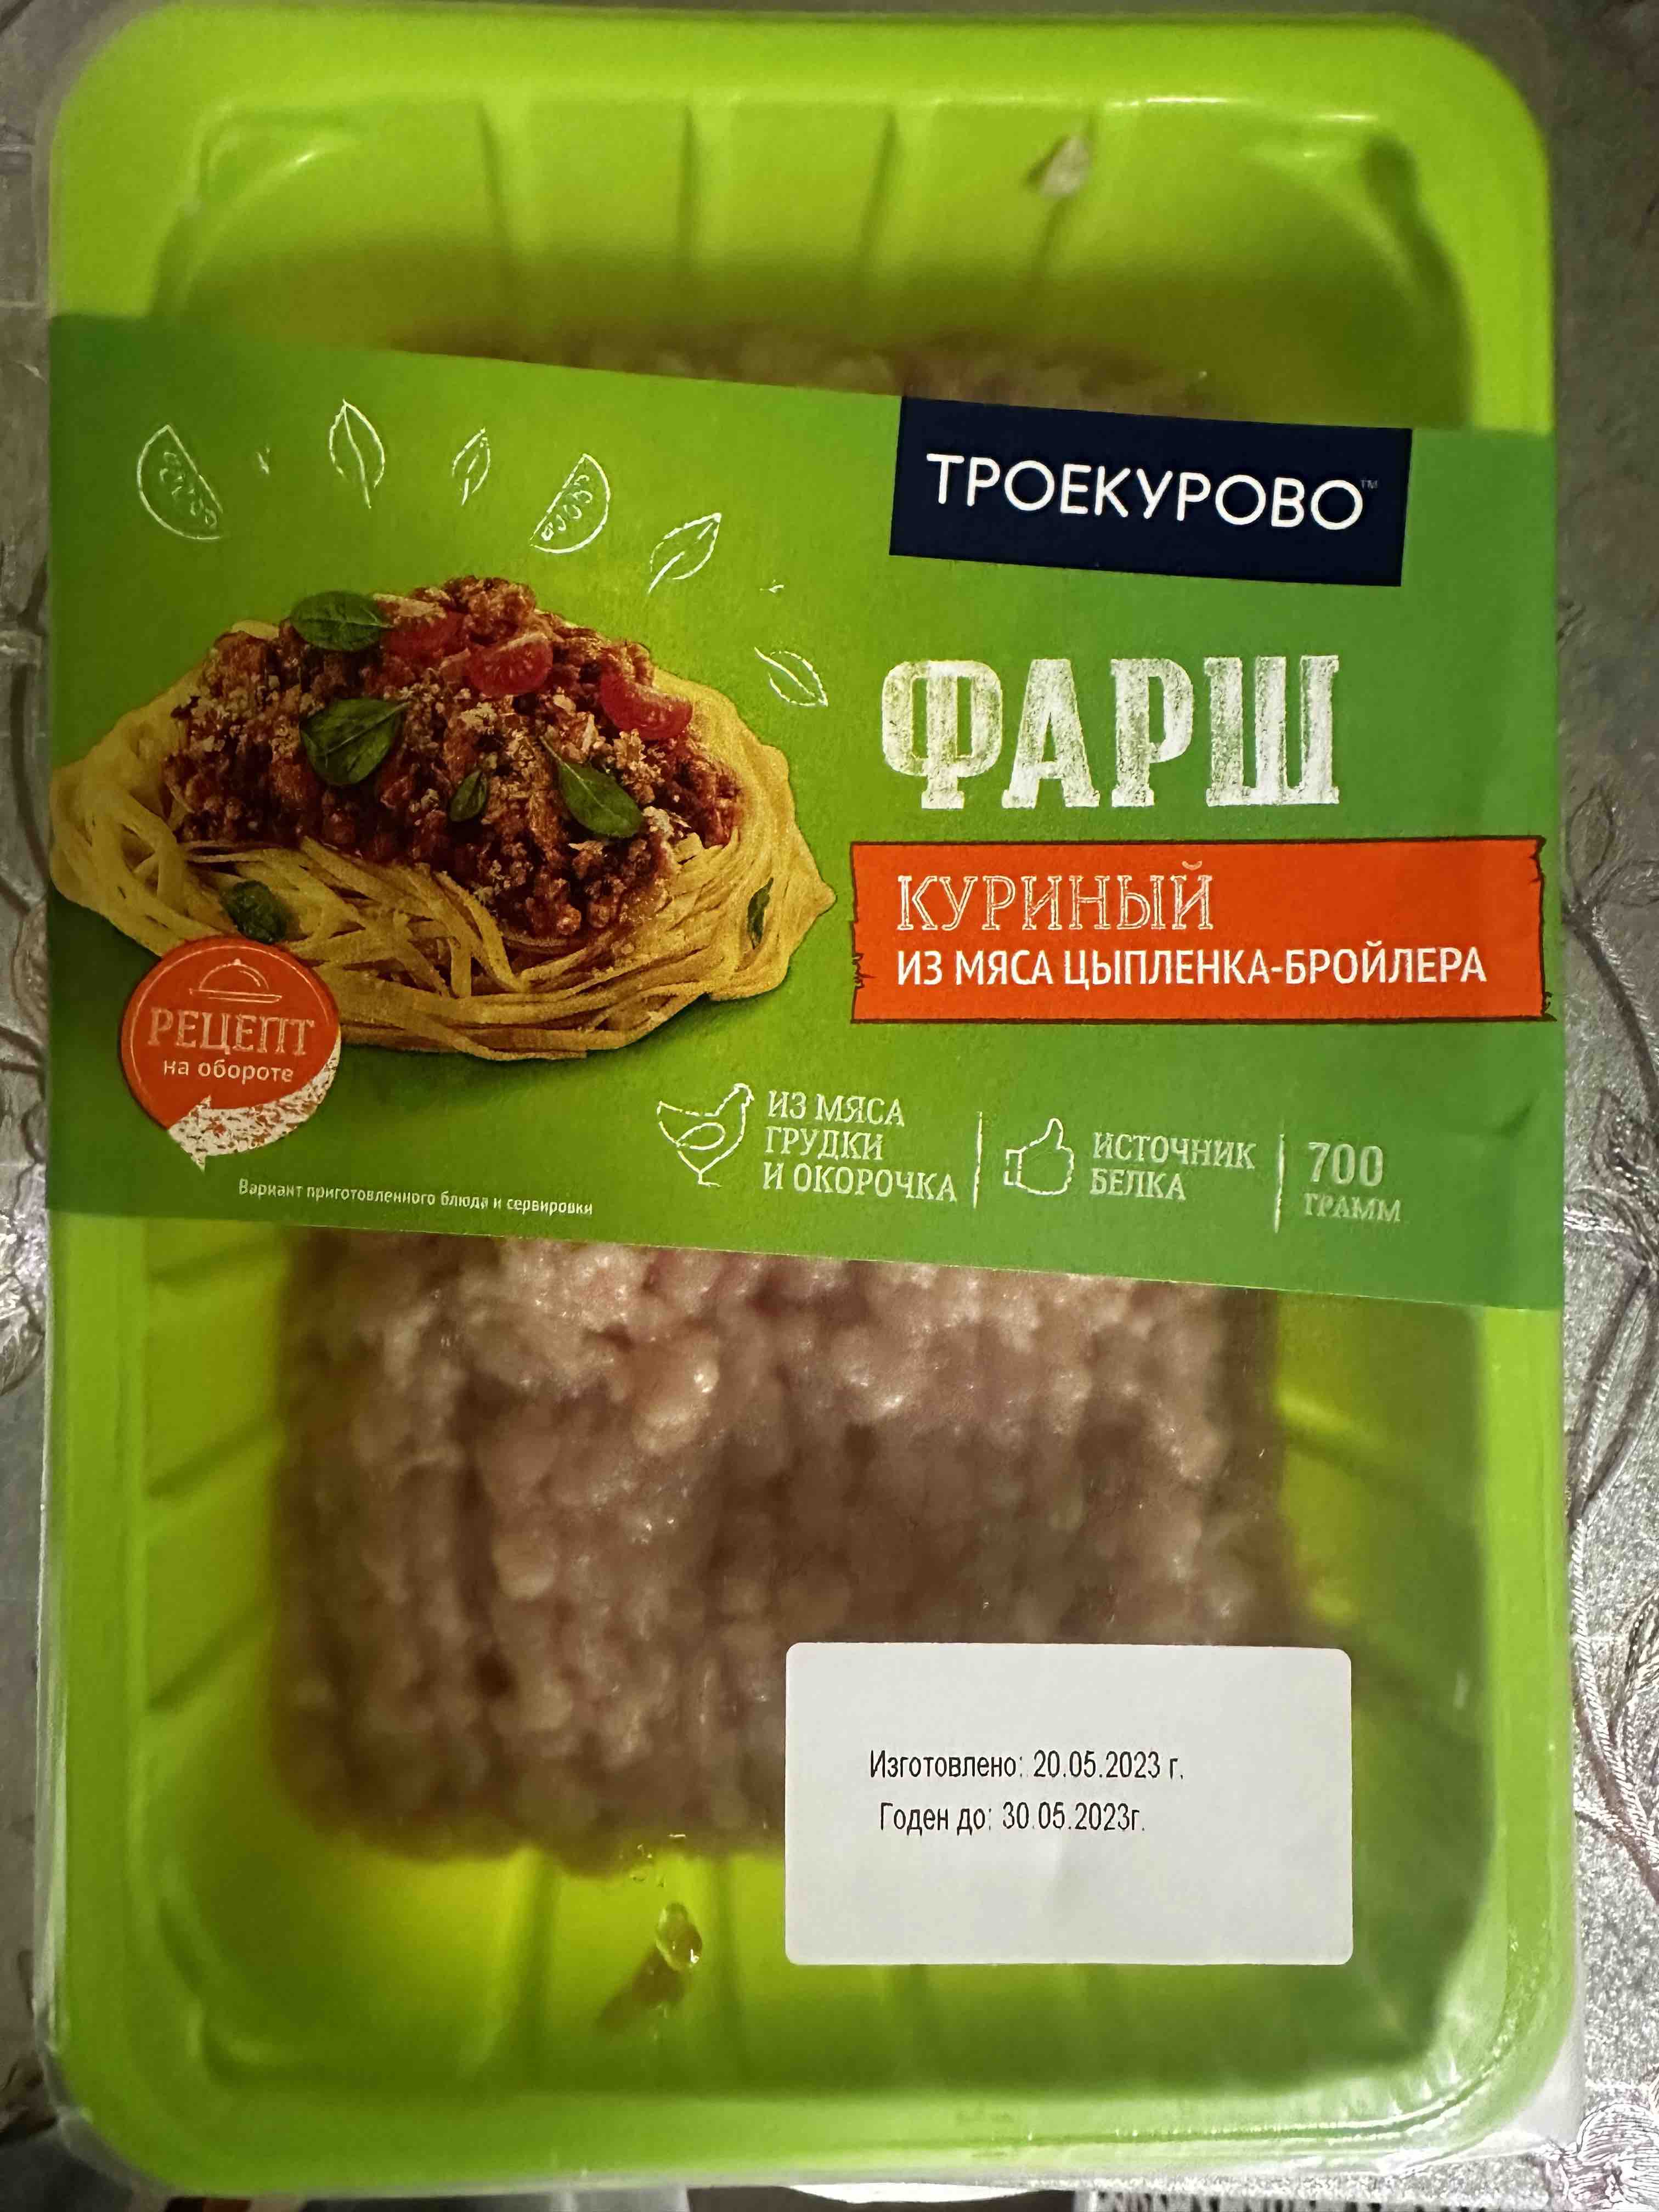 ТРОЕКУРОВО™
ФАРШ
КУРИНЫЙ
ИЗ МЯСА ЦЫПЛЕНКА-БРОЙЛЕРА
РЕЦЕПТ
на обороте
ИЗ МЯСА
ГРУДКИ
И ОКОРОЧКА
ИСТОЧНИК
БЕЛКА
700
ГРАММ
Вариант приготовленного блюда и сервировки
Изготовлено: 20.05.2023 г.
Годен до: 30.05.2023г.